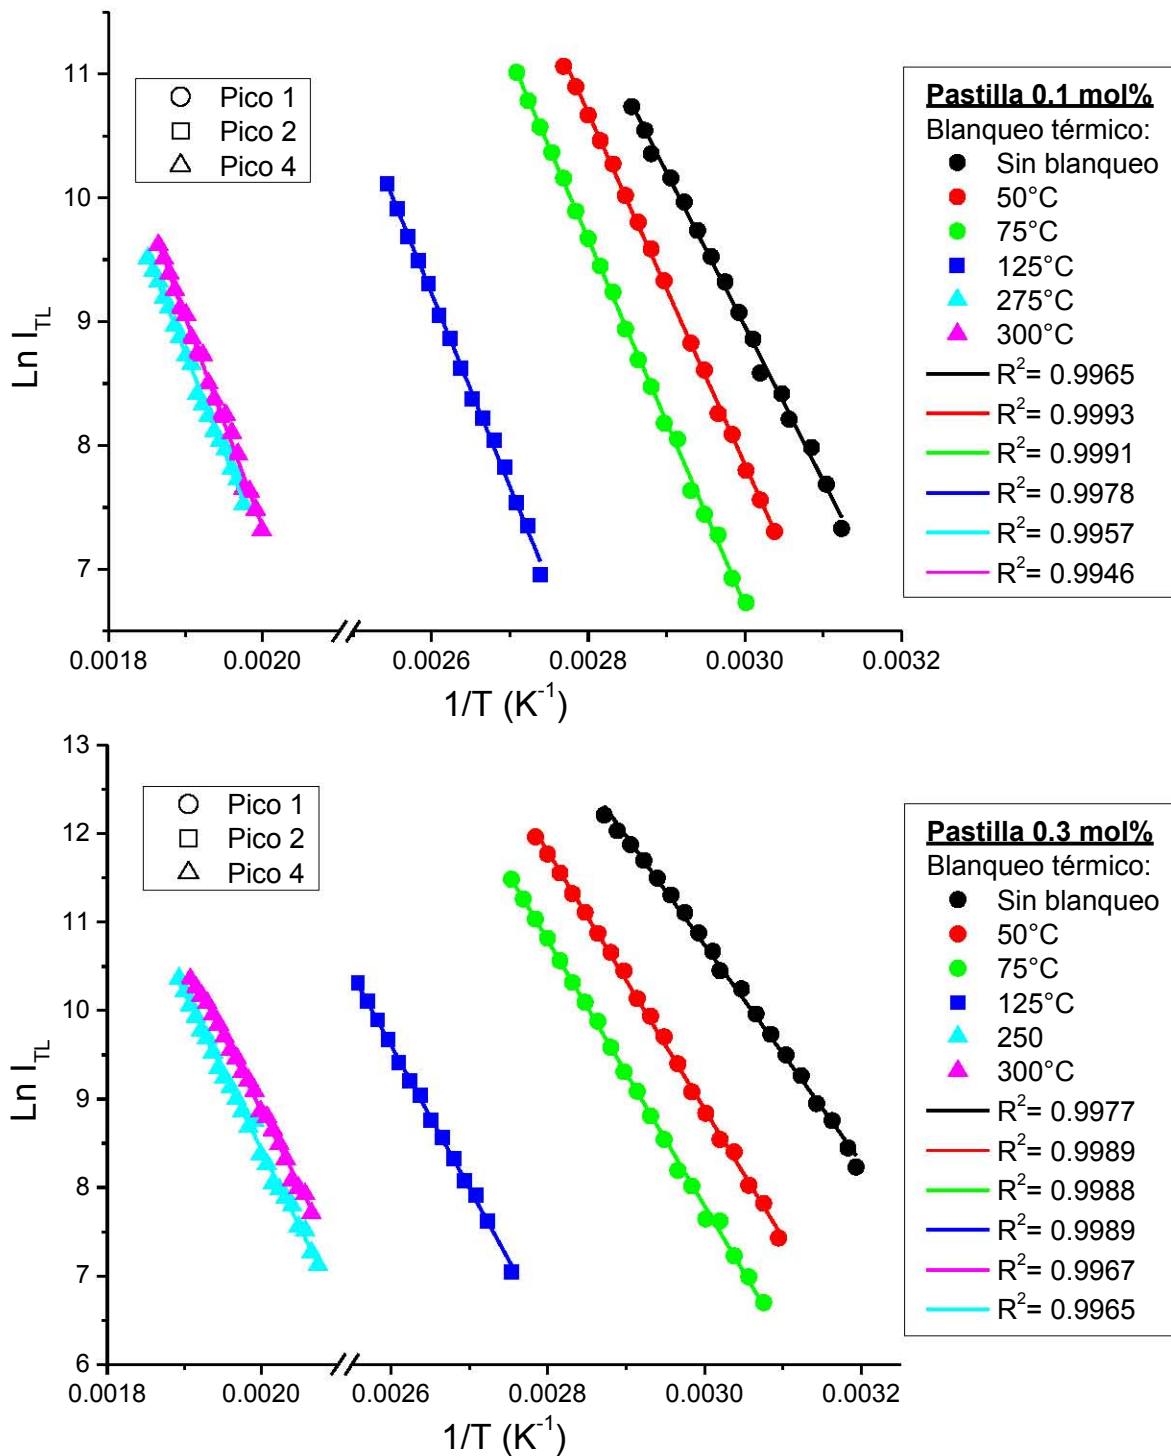 11
10
9
8
7
Ln I_TL
0.0018
0.0020
0.0026
0.0028
0.0030
0.0032
1/T (K^-1)
Pico 1
Pico 2
Pico 4
Pastilla 0.1 mol%
Blanqueo térmico:
Sin blanqueo
50°C
75°C
125°C
275°C
300°C
R²= 0.9965
R²= 0.9993
R²= 0.9991
R²= 0.9978
R²= 0.9957
R²= 0.9946
13
12
11
10
9
8
7
6
Ln I_TL
0.0018
0.0020
0.0026
0.0028
0.0030
0.0032
1/T (K^-1)
Pico 1
Pico 2
Pico 4
Pastilla 0.3 mol%
Blanqueo térmico:
Sin blanqueo
50°C
75°C
125°C
250
300°C
R²= 0.9977
R²= 0.9989
R²= 0.9988
R²= 0.9989
R²= 0.9967
R²= 0.9965